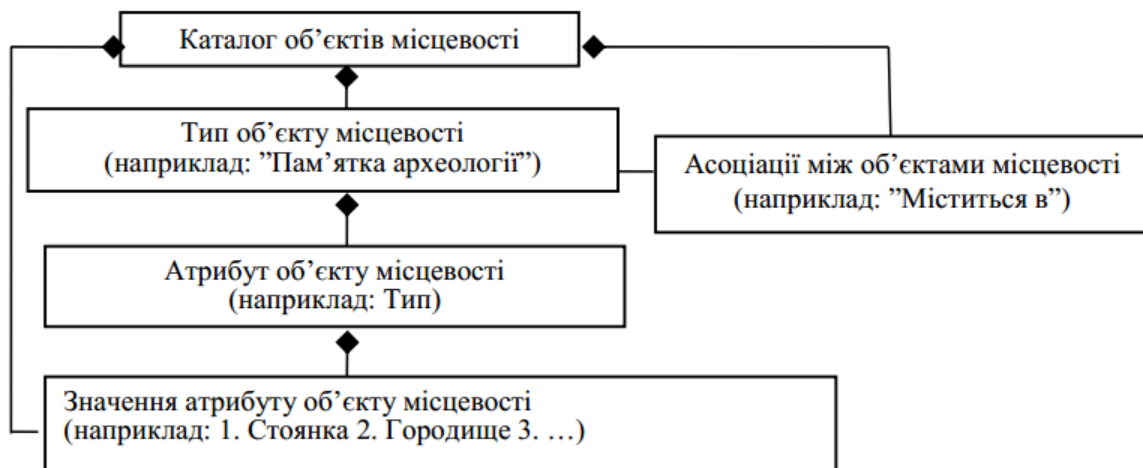 Каталог об’єктів місцевості
Тип об’єкту місцевості
(наприклад: ”Пам’ятка археології”)
Асоціації між об’єктами місцевості
(наприклад: ”Міститься в”)
Атрибут об’єкту місцевості
(наприклад: Тип)
Значення атрибуту об’єкту місцевості
(наприклад: 1. Стоянка 2. Городище 3. …)